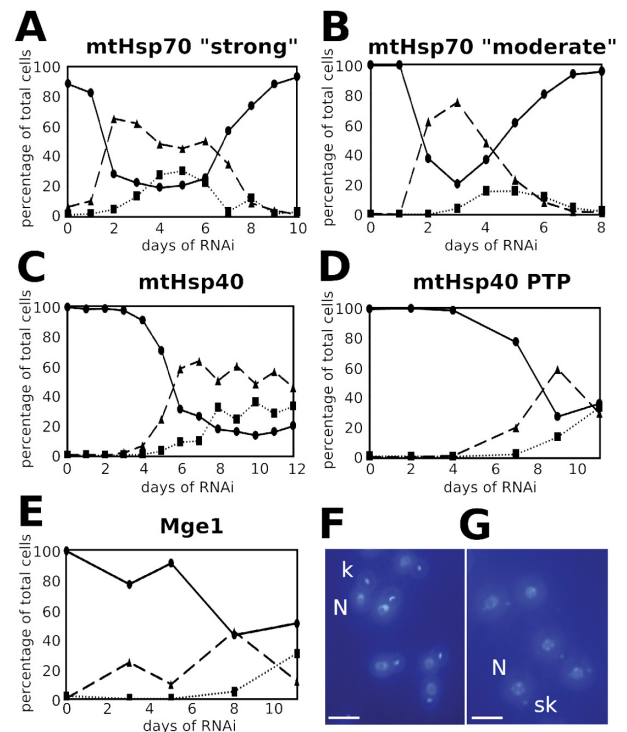 A
mtHsp70 "strong"
percentage of total cells
100
80
60
40
20
0
0 2 4 6 8 10
days of RNAi
B
mtHsp70 "moderate"
percentage of total cells
100
80
60
40
20
0
0 2 4 6 8
days of RNAi
C
mtHsp40
percentage of total cells
100
80
60
40
20
0
0 2 4 6 8 10 12
days of RNAi
D
mtHsp40 PTP
percentage of total cells
100
80
60
40
20
0
0 2 4 6 8 10
days of RNAi
E
Mge1
percentage of total cells
100
80
60
40
20
0
0 2 4 6 8 10
days of RNAi
F
k
N
G
N
sk